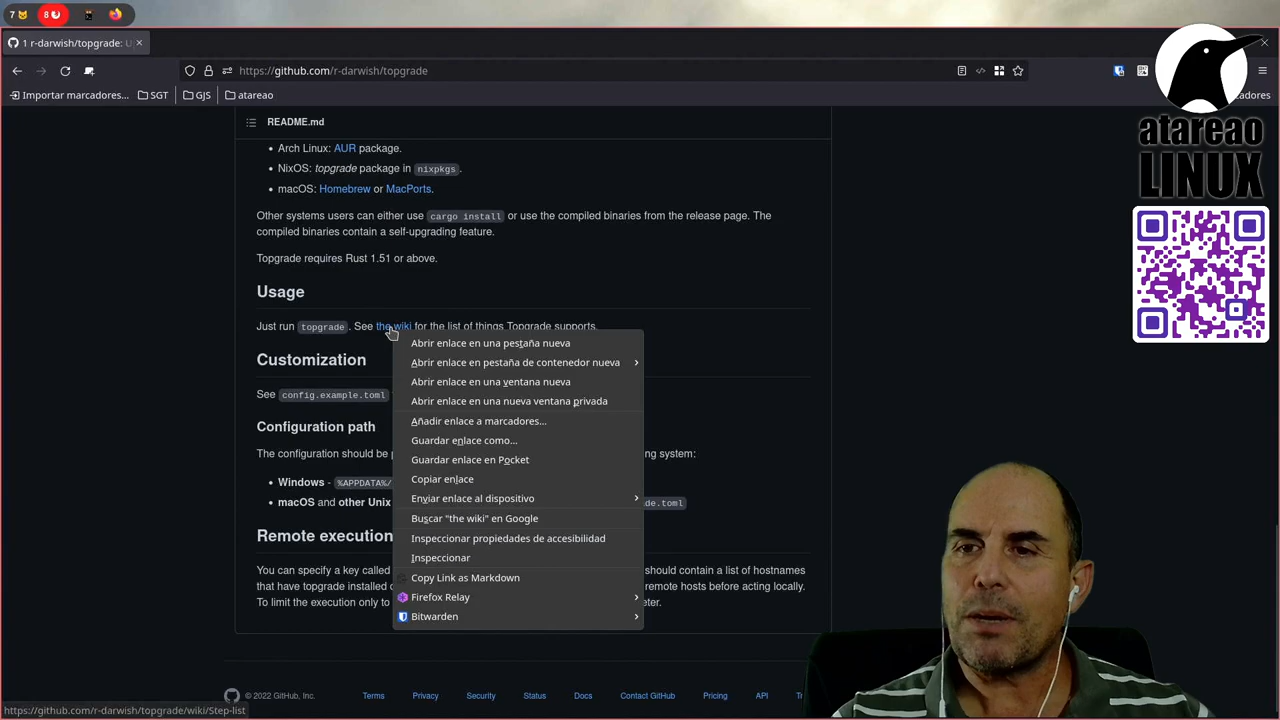 7
8
1 r-darwish/topgrade: U
https://github.com/r-darwish/topgrade
Importar marcadores...
SGT
GJS
atareao
cadores
atareao
LINUX
README.md
Arch Linux: AUR package.
NixOS: topgrade package in nixpkgs.
macOS: Homebrew or MacPorts.
Other systems users can either use cargo install or use the compiled binaries from the release page. The
compiled binaries contain a self-upgrading feature.
Topgrade requires Rust 1.51 or above.
Usage
Just run topgrade. See the wiki for the list of things Topgrade supports.
Customization
See config.example.toml
Configuration path
The configuration should be p
ng system:
Windows - %APPDATA%/
macOS and other Unix
de.toml
Remote execution
You can specify a key called
should contain a list of hostnames
that have topgrade installed o
remote hosts before acting locally.
To limit the execution only to
eter.
Abrir enlace en una pestaña nueva
Abrir enlace en pestaña de contenedor nueva
Abrir enlace en una ventana nueva
Abrir enlace en una nueva ventana privada
Añadir enlace a marcadores...
Guardar enlace como...
Guardar enlace en Pocket
Copiar enlace
Enviar enlace al dispositivo
Buscar "the wiki" en Google
Inspeccionar propiedades de accesibilidad
Inspeccionar
Copy Link as Markdown
Firefox Relay
Bitwarden
© 2022 GitHub, Inc.
Terms
Privacy
Security
Status
Docs
Contact GitHub
Pricing
API
Tr
https://github.com/r-darwish/topgrade/wiki/Step-list